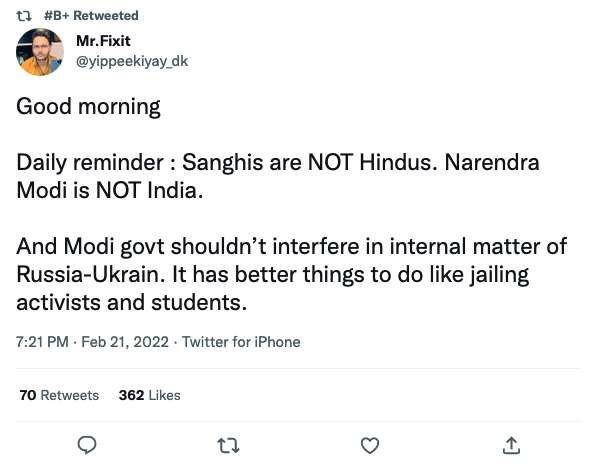 #B+ Retweeted
Mr.Fixit
@yippeekiyay_dk
Good morning
Daily reminder : Sanghis are NOT Hindus. Narendra
Modi is NOT India.
And Modi govt shouldn’t interfere in internal matter of
Russia-Ukrain. It has better things to do like jailing
activists and students.
7:21 PM · Feb 21, 2022 · Twitter for iPhone
70 Retweets 362 Likes